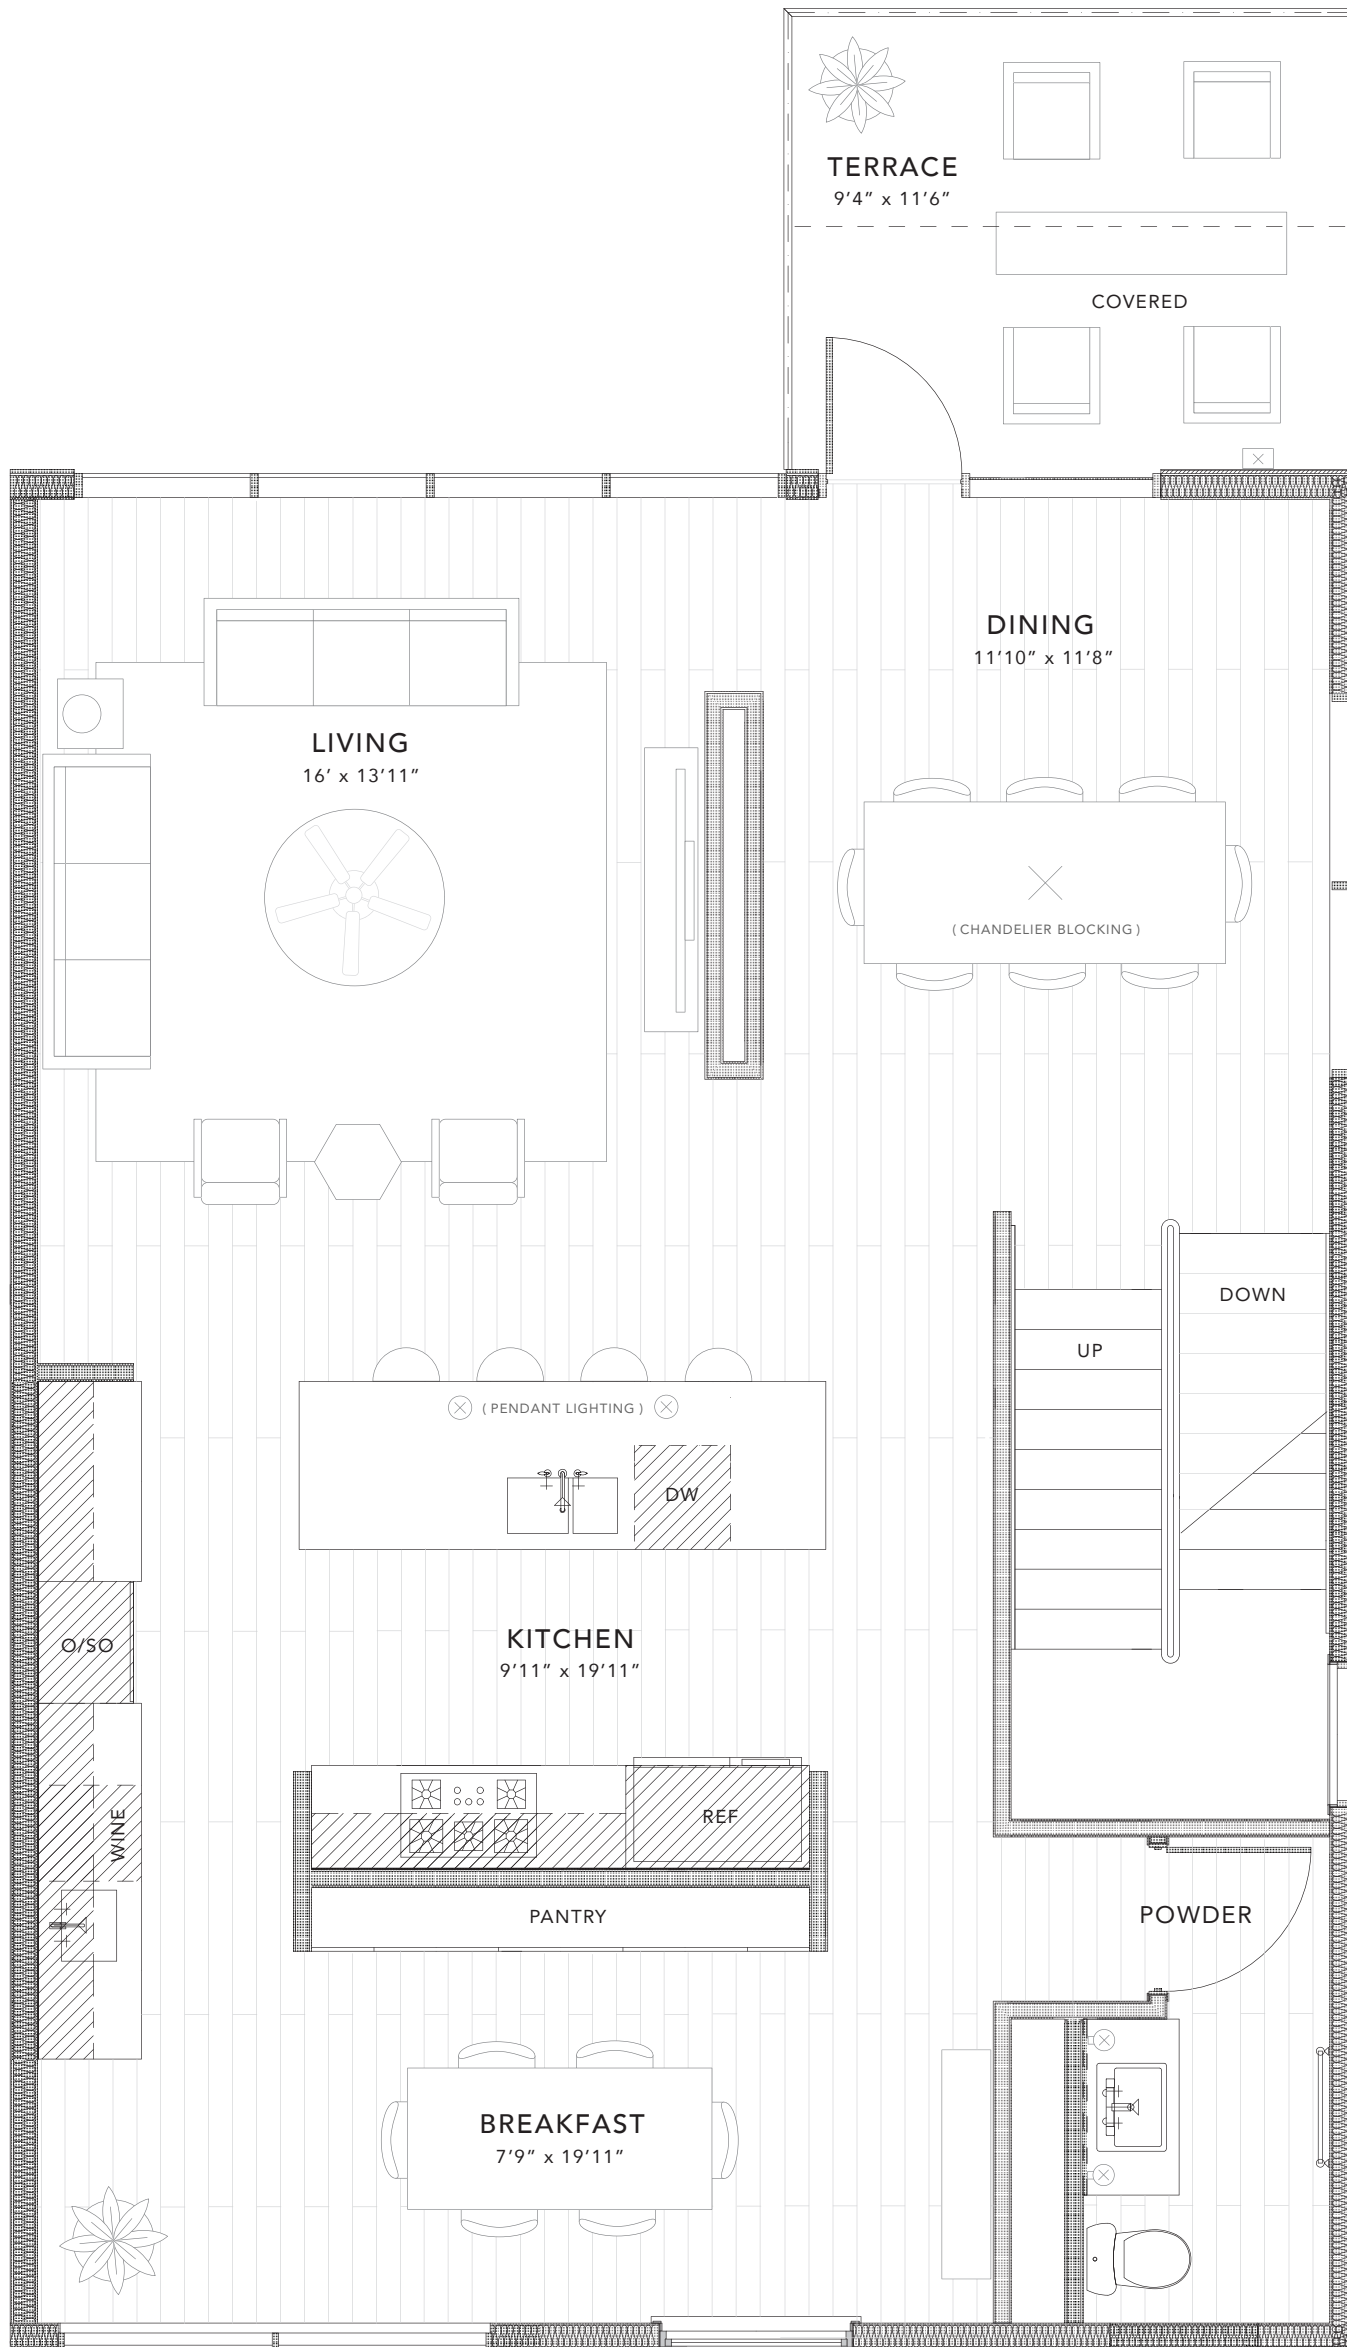 TERRACE
9'4" x 11'6"
COVERED
DINING
11'10" x 11'8"
LIVING
16' x 13'11"
( CHANDELIER BLOCKING )
DOWN
UP
( PENDANT LIGHTING )
DW
KITCHEN
9'11" x 19'11"
O/SO
WINE
REF
PANTRY
POWDER
BREAKFAST
7'9" x 19'11"